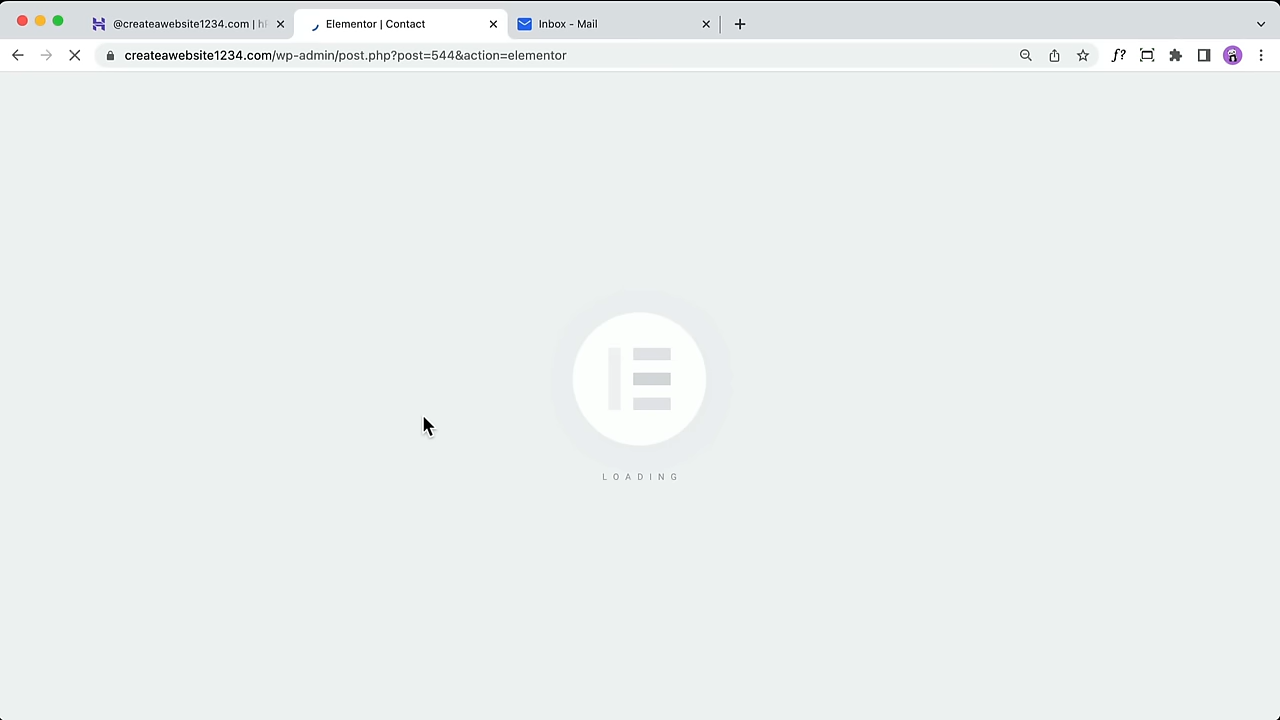 @createawebsite1234.com |
Elementor | Contact
Inbox - Mail
createawebsite1234.com/wp-admin/post.php?post=544&action=elementor
f?
LOADING